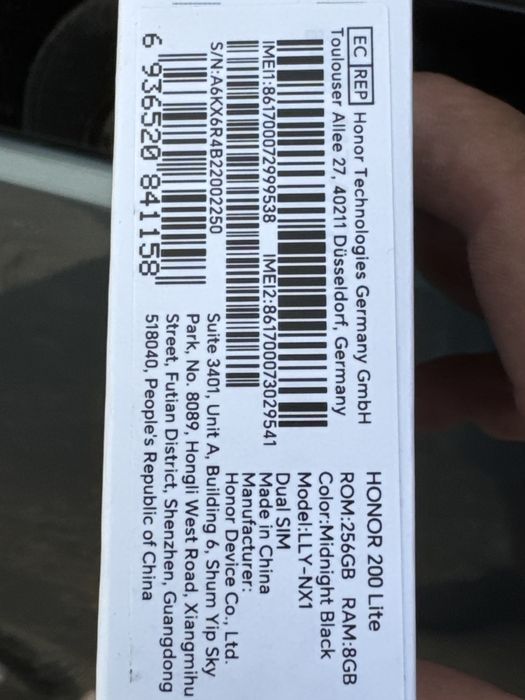 HONOR 200 Lite
ROM:256GB RAM:8GB
Color:Midnight Black
Model:LLY-NX1
Dual SIM
Made in China
Manufacturer:
Honor Device Co., Ltd.
Suite 3401, Unit A, Building 6, Shum Yip Sky
Park, No. 8089, Hongli West Road, Xiangmihu
Street, Futian District, Shenzhen, Guangdong
518040, People's Republic of China
EC REP Honor Technologies Germany GmbH
Toulouser Allee 27, 40211 Düsseldorf, Germany
IMEI1:861700072999538 IMEI2:861700073029541
S/N:A6KX6R4B22002250
6 936520 841158